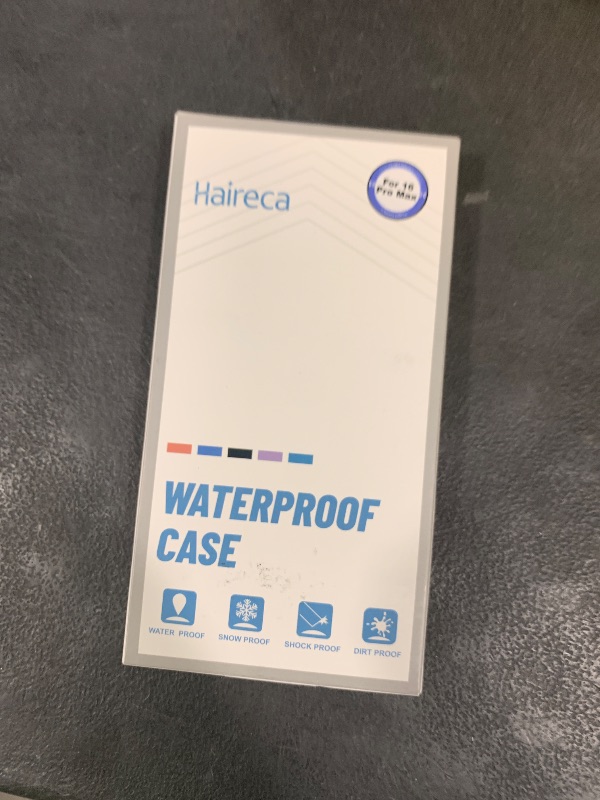 Haireca
For 16
Pro Max
WATERPROOF
CASE
WATER PROOF
SNOW PROOF
SHOCK PROOF
DIRT PROOF